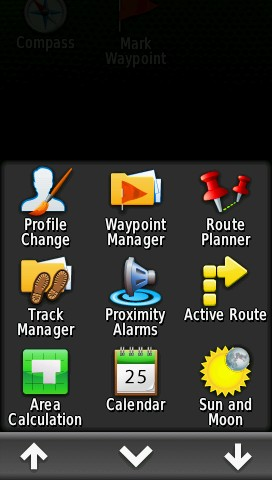 Compass Mark
Waypoint
Profile Waypoint Route
Change Manager Planner
Track Proximity Active Route
Manager Alarms
25
Area Calendar Sun and
Calculation Moon